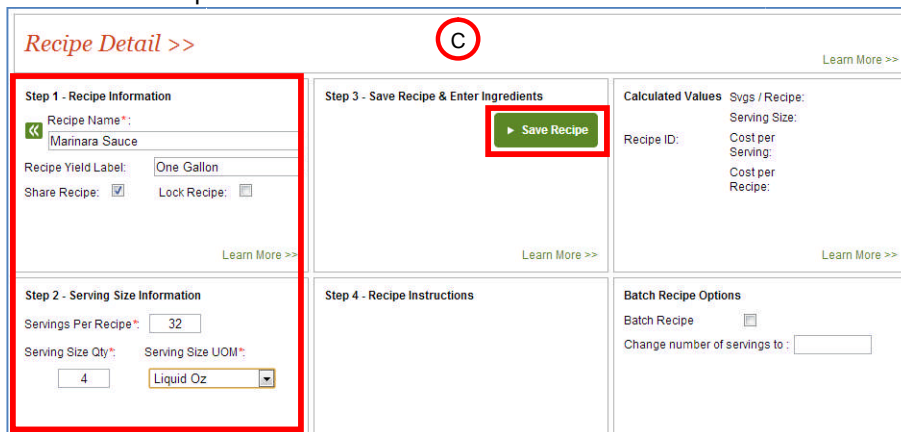 Recipe Detail >>
C
Learn More >>
Step 1 - Recipe Information
Recipe Name*:
Marinara Sauce
Recipe Yield Label: One Gallon
Share Recipe: Lock Recipe:
Learn More >>
Step 3 - Save Recipe & Enter Ingredients
Save Recipe
Learn More >>
Calculated Values Svgs / Recipe:
Serving Size:
Recipe ID: Cost per
Serving:
Cost per
Recipe:
Learn More >>
Step 2 - Serving Size Information
Servings Per Recipe*: 32
Serving Size Qty*: Serving Size UOM*:
4 Liquid Oz
Step 4 - Recipe Instructions
Batch Recipe Options
Batch Recipe
Change number of servings to :